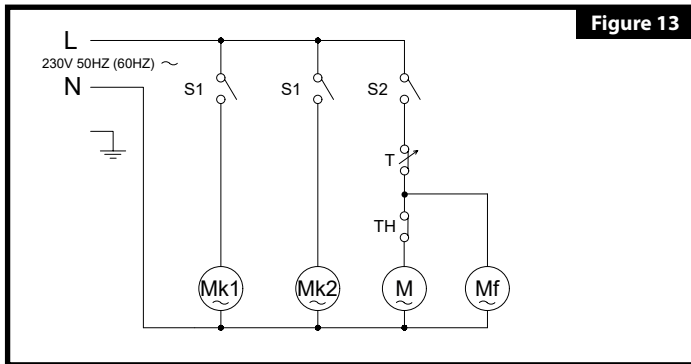 Figure 13
L
230V 50HZ (60HZ) ~
N
S1
S1
S2
T
TH
Mk1
Mk2
M
Mf